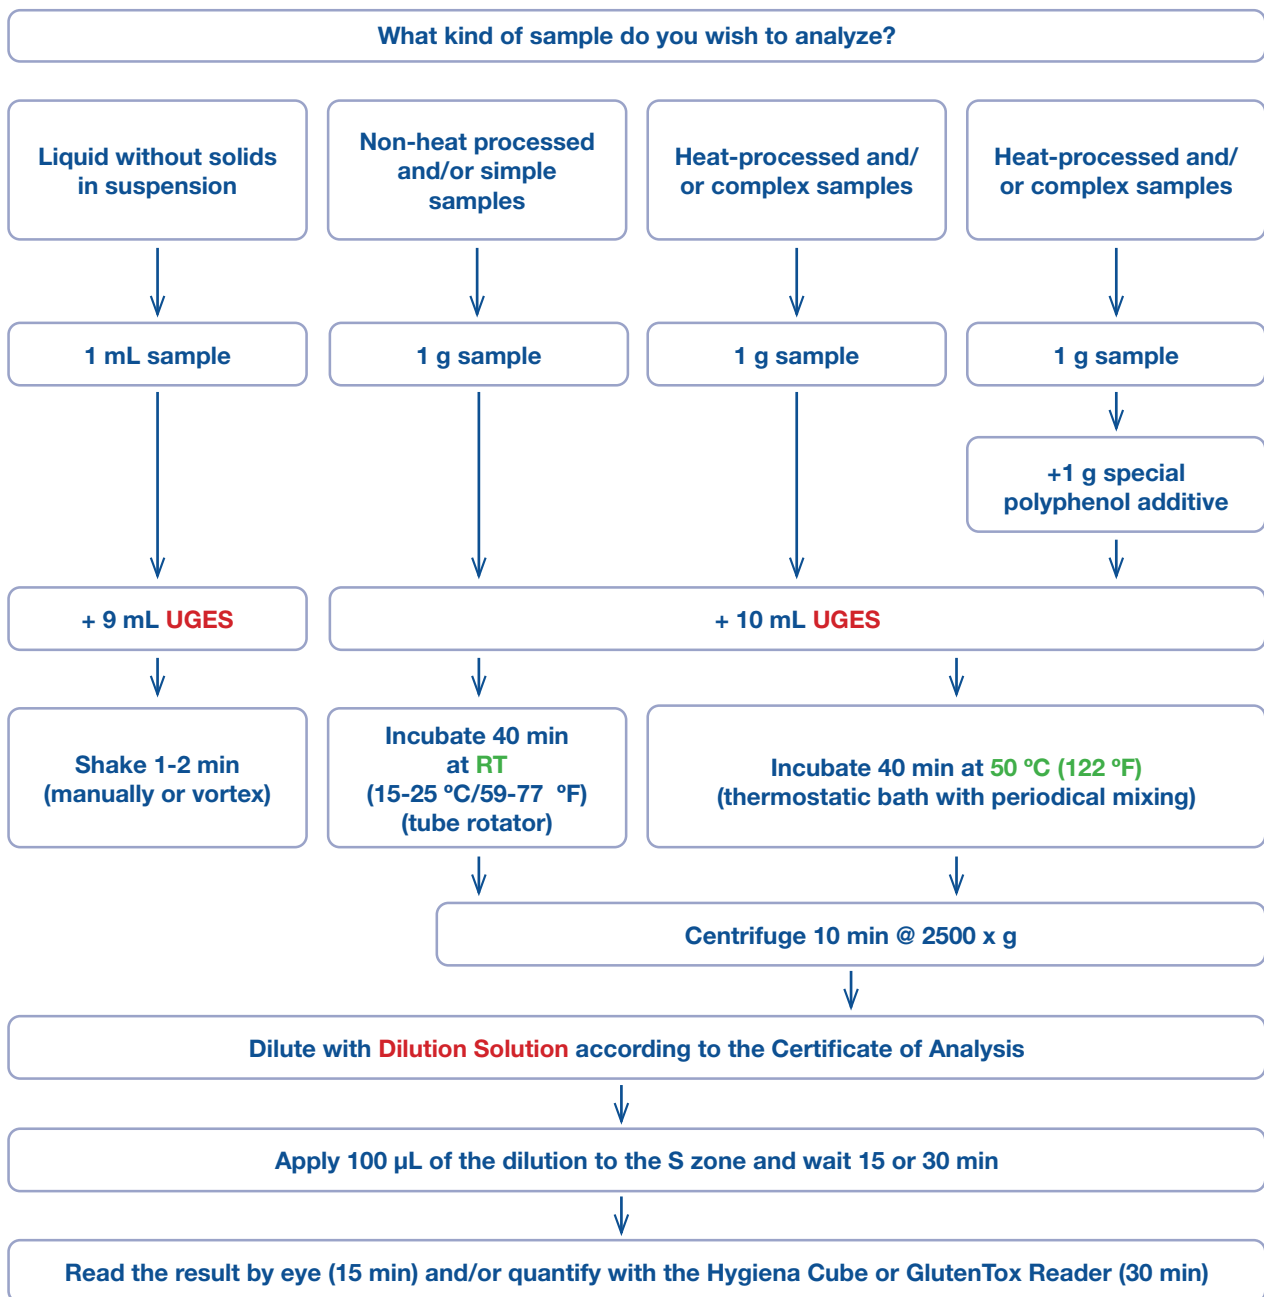 What kind of sample do you wish to analyze?
Liquid without solids
in suspension
Non-heat processed
and/or simple
samples
Heat-processed and/
or complex samples
Heat-processed and/
or complex samples
1 mL sample
1 g sample
1 g sample
1 g sample
+1 g special
polyphenol additive
+ 9 mL UGES
+ 10 mL UGES
Shake 1-2 min
(manually or vortex)
Incubate 40 min
at RT
(15-25 ºC/59-77 ºF)
(tube rotator)
Incubate 40 min at 50 ºC (122 ºF)
(thermostatic bath with periodical mixing)
Centrifuge 10 min @ 2500 x g
Dilute with Dilution Solution according to the Certificate of Analysis
Apply 100 µL of the dilution to the S zone and wait 15 or 30 min
Read the result by eye (15 min) and/or quantify with the Hygiena Cube or GlutenTox Reader (30 min)